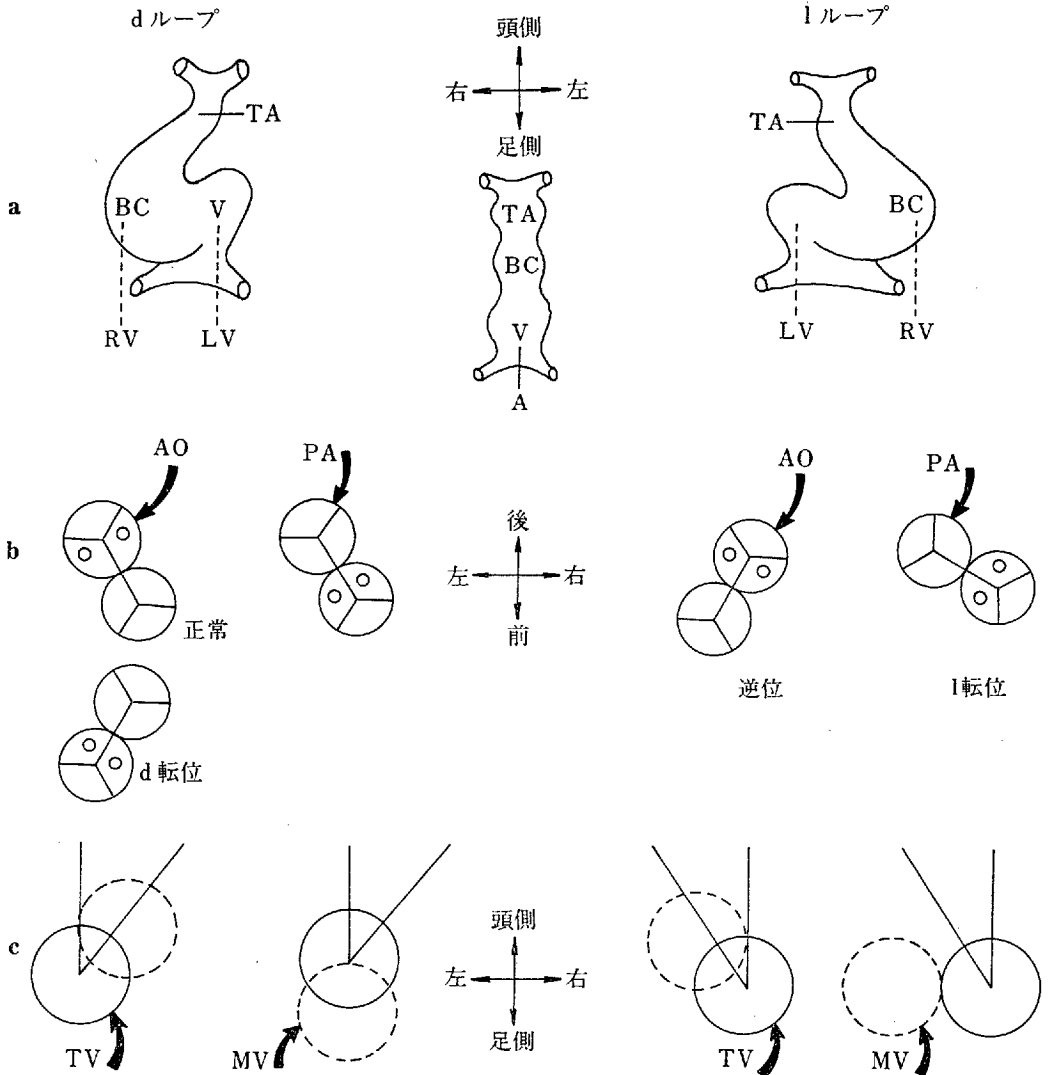 d ループ
頭側
l ループ
右 左
足側
TA
TA
a
BC V
TA
BC
V
A
BC
RV LV
LV RV
AO PA
AO PA
b
後
左 右
前
正常
逆位 l転位
d 転位
c
頭側
左 右
足側
TV MV
TV MV